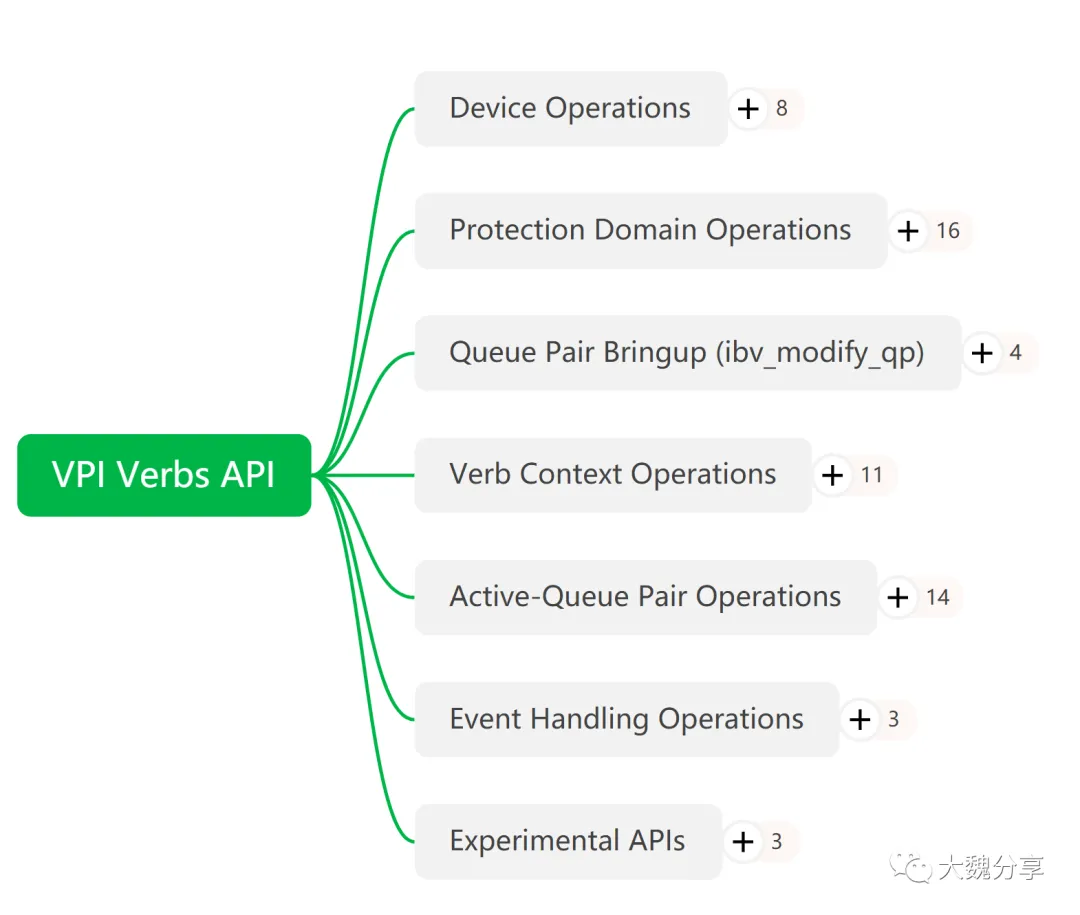 Device Operations 8
Protection Domain Operations 16
Queue Pair Bringup (ibv_modify_qp) 4
VPI Verbs API
Verb Context Operations 11
Active-Queue Pair Operations 14
Event Handling Operations 3
Experimental APIs 3
大魏分享